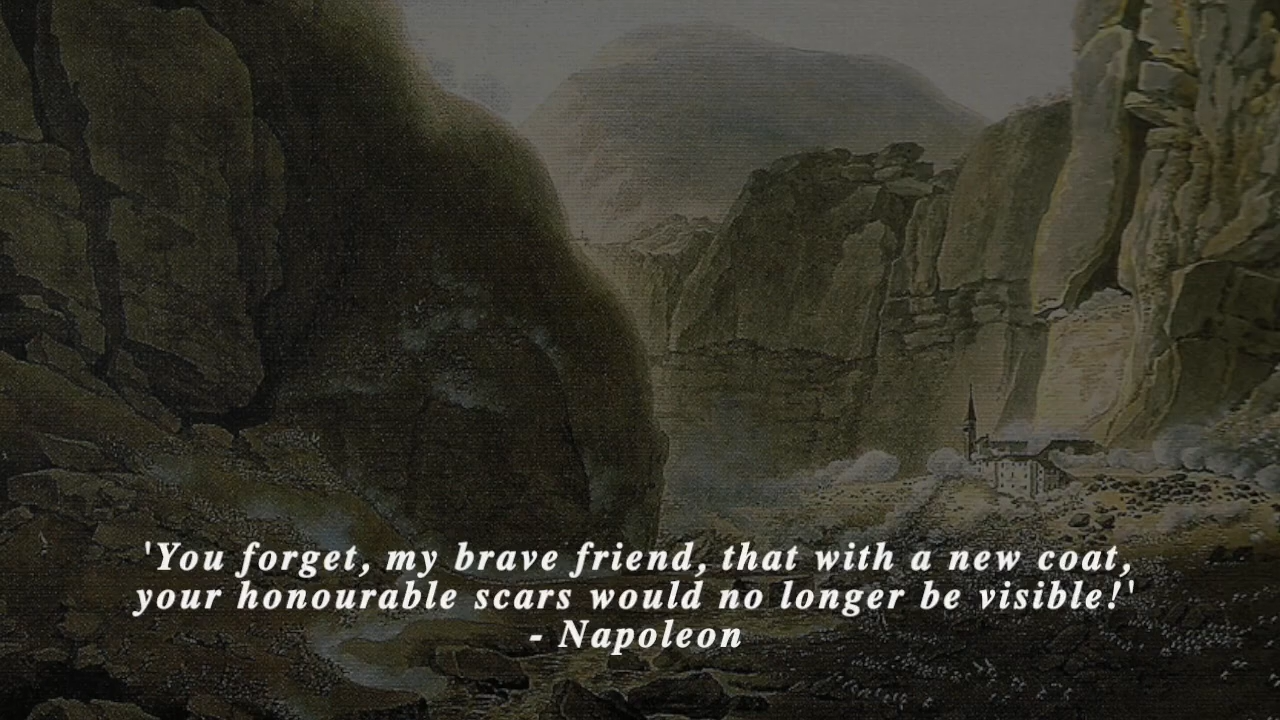 'You forget, my brave friend, that with a new coat,
your honourable scars would no longer be visible!'
- Napoleon